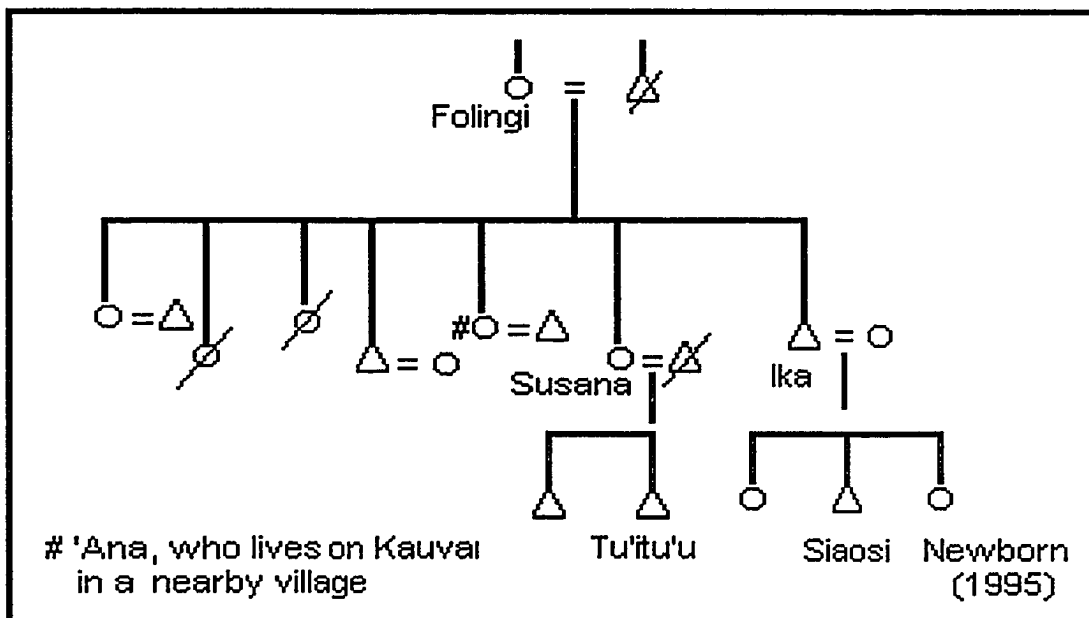 Folingi
Susana
Ika
Tu'itu'u
Siaosi
Newborn
(1995)
# 'Ana, who lives on Kauvai
in a nearby village